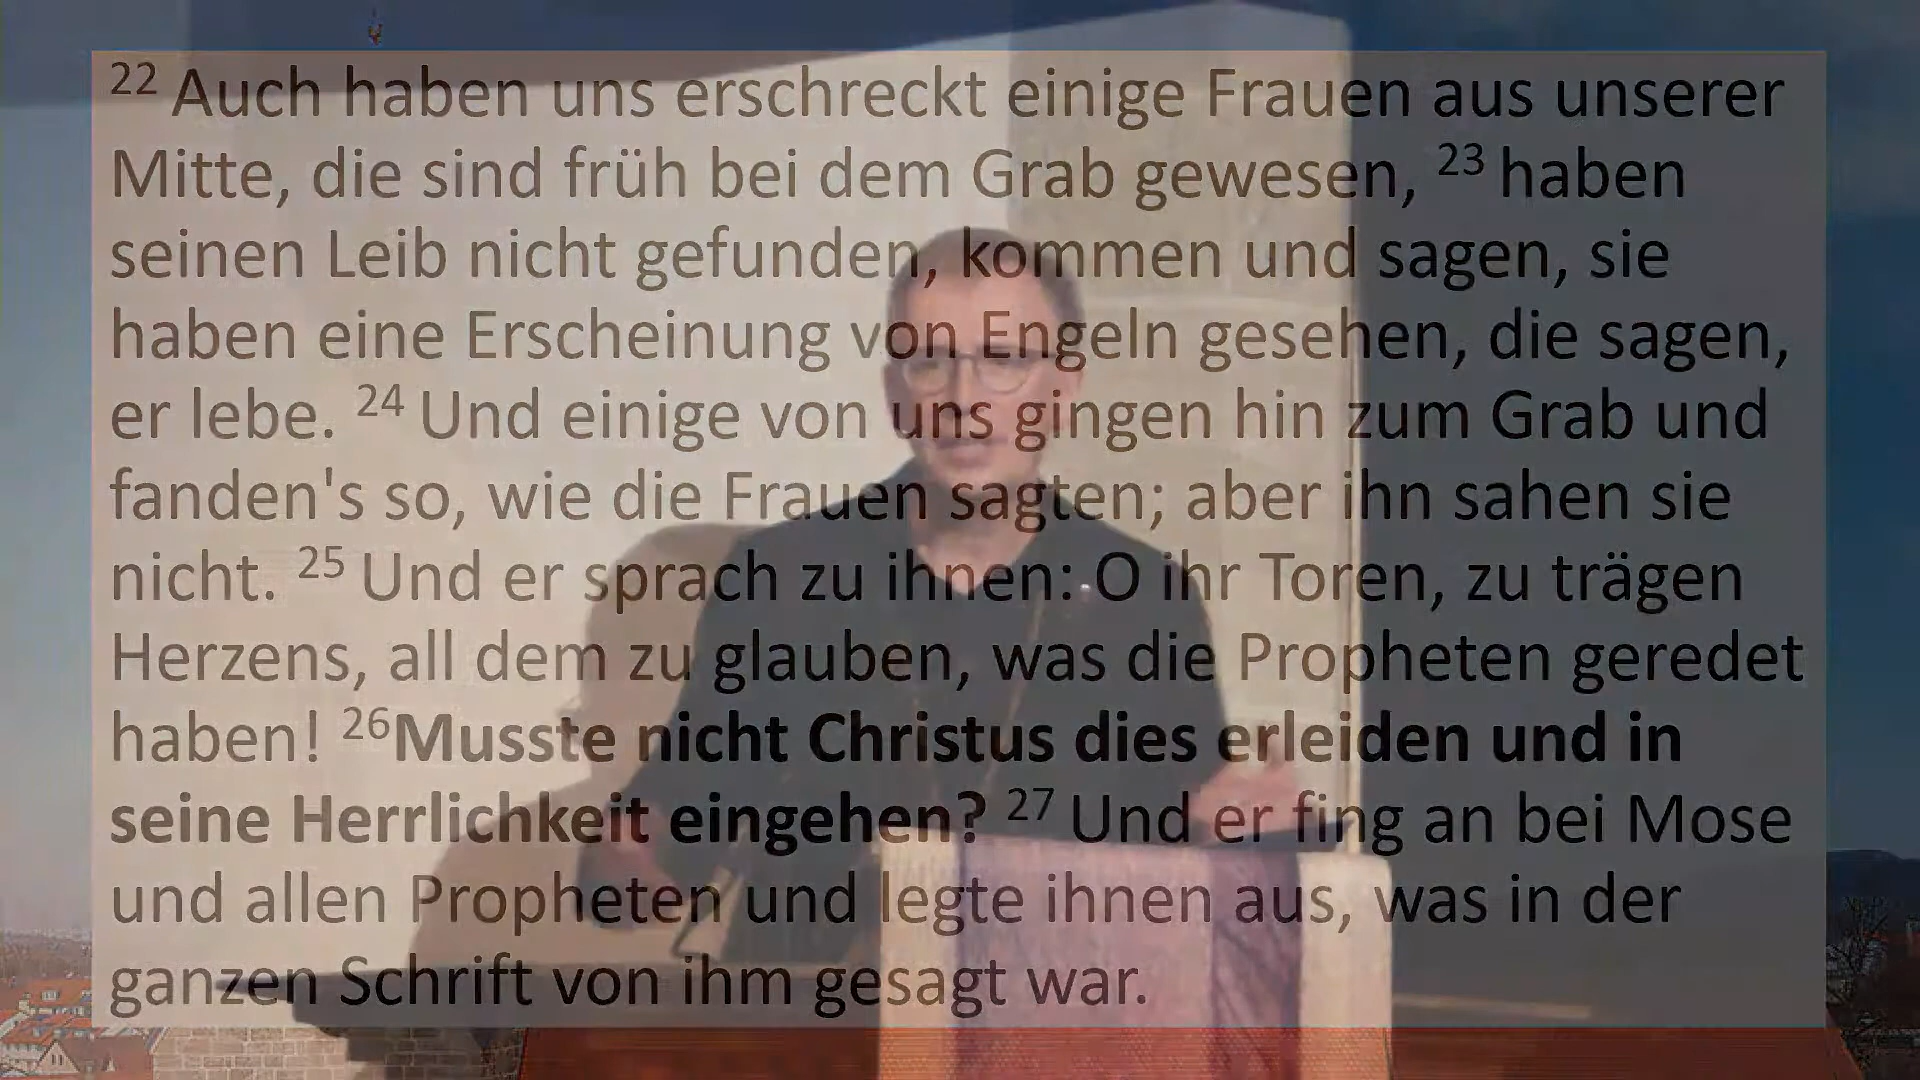 22 Auch haben uns erschreckt einige Frauen aus unserer
Mitte, die sind früh bei dem Grab gewesen, 23 haben
seinen Leib nicht gefunden, kommen und sagen, sie
haben eine Erscheinung von Engeln gesehen, die sagen,
er lebe. 24 Und einige von uns gingen hin zum Grab und
fanden's so, wie die Frauen sagten; aber ihn sahen sie
nicht. 25 Und er sprach zu ihnen: O ihr Toren, zu trägen
Herzens, all dem zu glauben, was die Propheten geredet
haben! 26 Musste nicht Christus dies erleiden und in
seine Herrlichkeit eingehen? 27 Und er fing an bei Mose
und allen Propheten und legte ihnen aus, was in der
ganzen Schrift von ihm gesagt war.